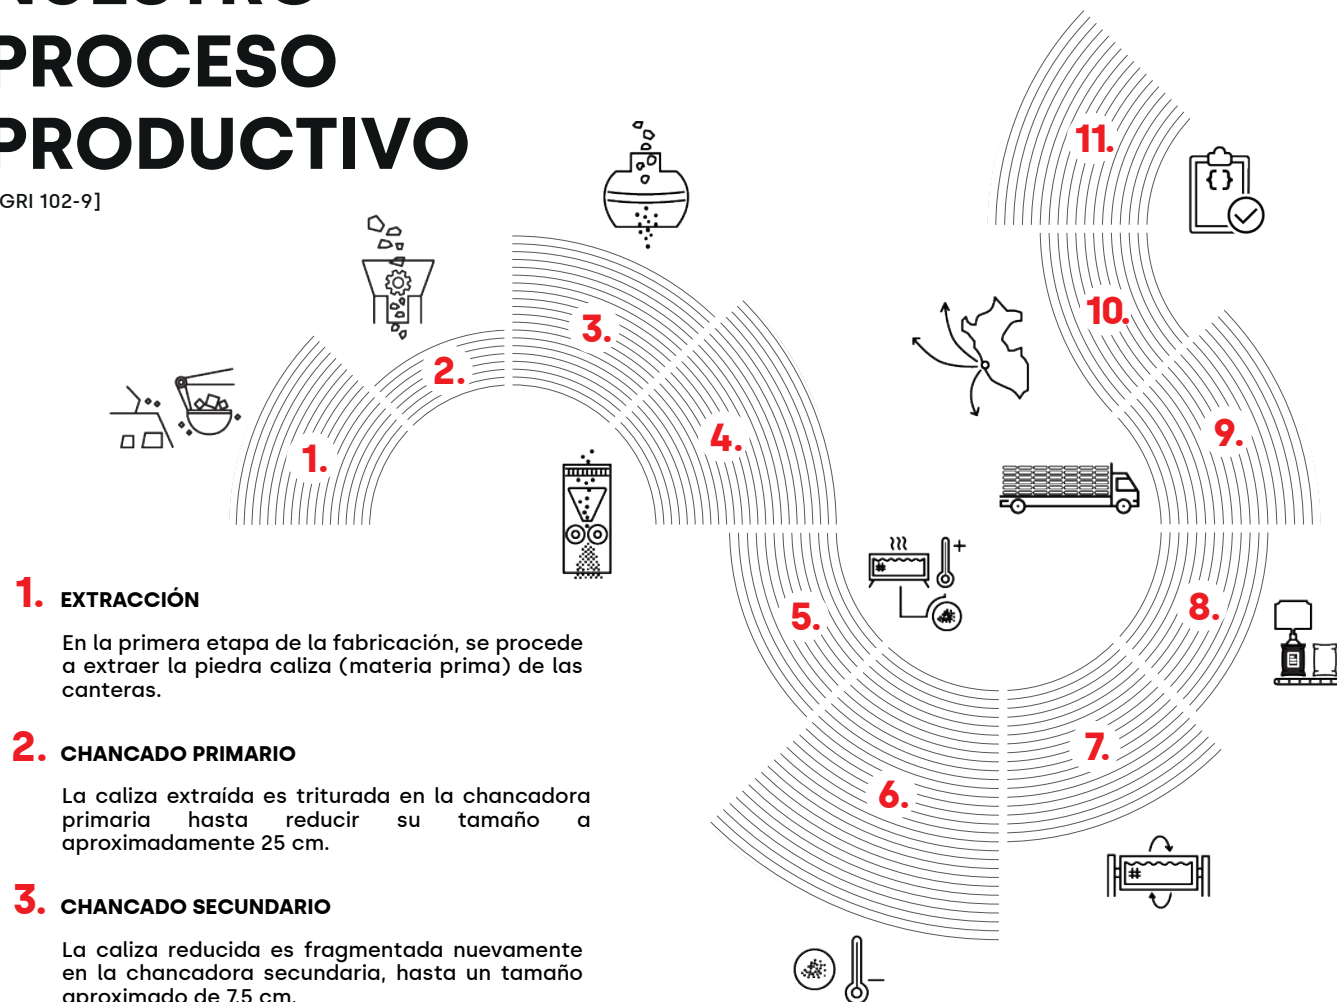 NUESTRO
PROCESO
PRODUCTIVO
GRI 102-9]
1.
2.
3.
4.
5.
6.
7.
8.
9.
10.
11.
1. EXTRACCIÓN
En la primera etapa de la fabricación, se procede
a extraer la piedra caliza (materia prima) de las
canteras.
2. CHANCADO PRIMARIO
La caliza extraída es triturada en la chancadora
primaria hasta reducir su tamaño a
aproximadamente 25 cm.
3. CHANCADO SECUNDARIO
La caliza reducida es fragmentada nuevamente
en la chancadora secundaria, hasta un tamaño
aproximado de 7.5 cm.